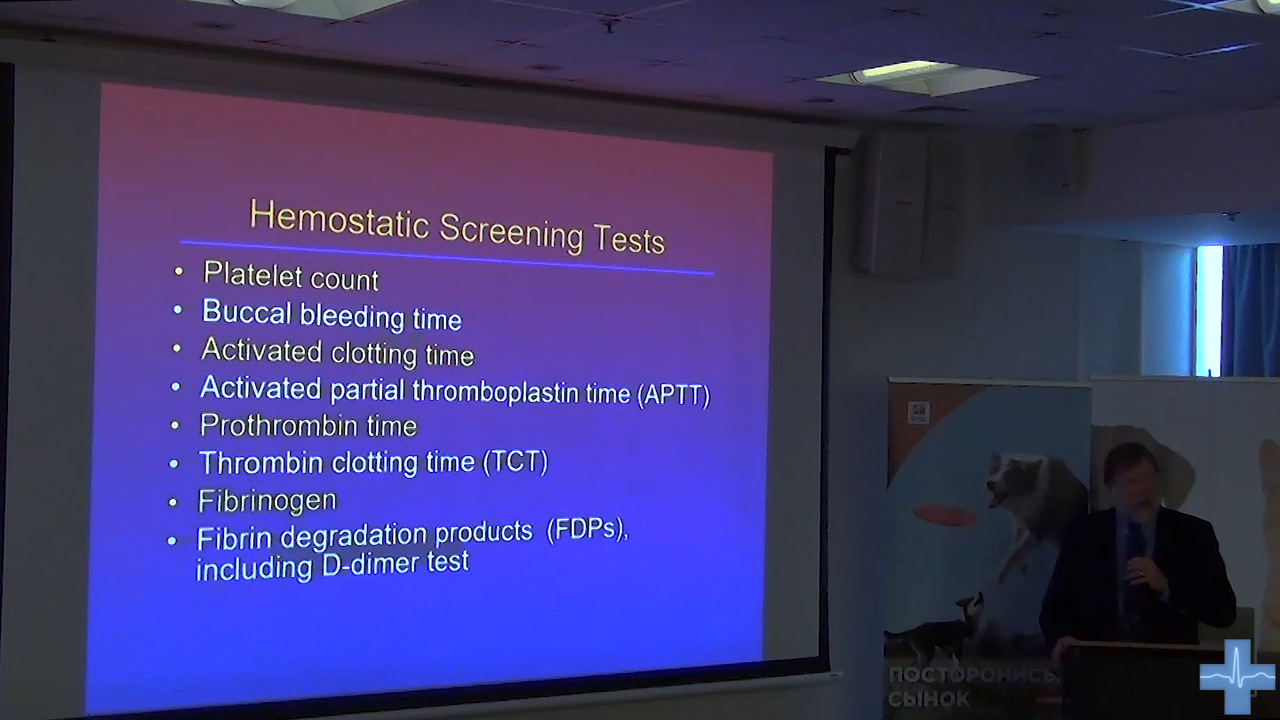 Hemostatic Screening Tests
• Platelet count
• Buccal bleeding time
• Activated clotting time
• Activated partial thromboplastin time (APTT)
• Prothrombin time
• Thrombin clotting time (TCT)
• Fibrinogen
• Fibrin degradation products (FDPs),
including D-dimer test
ПОСТОРОНИСЬ,
СЫНОК